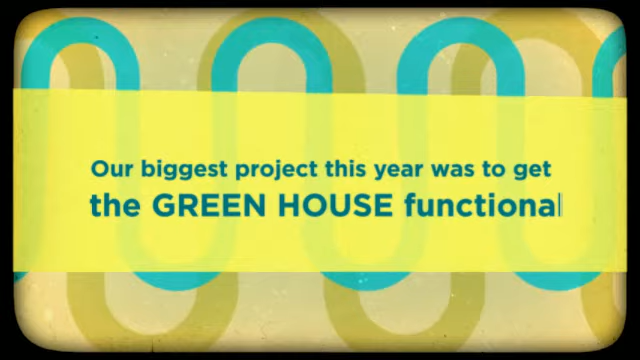 Our biggest project this year was to get
the GREEN HOUSE functional